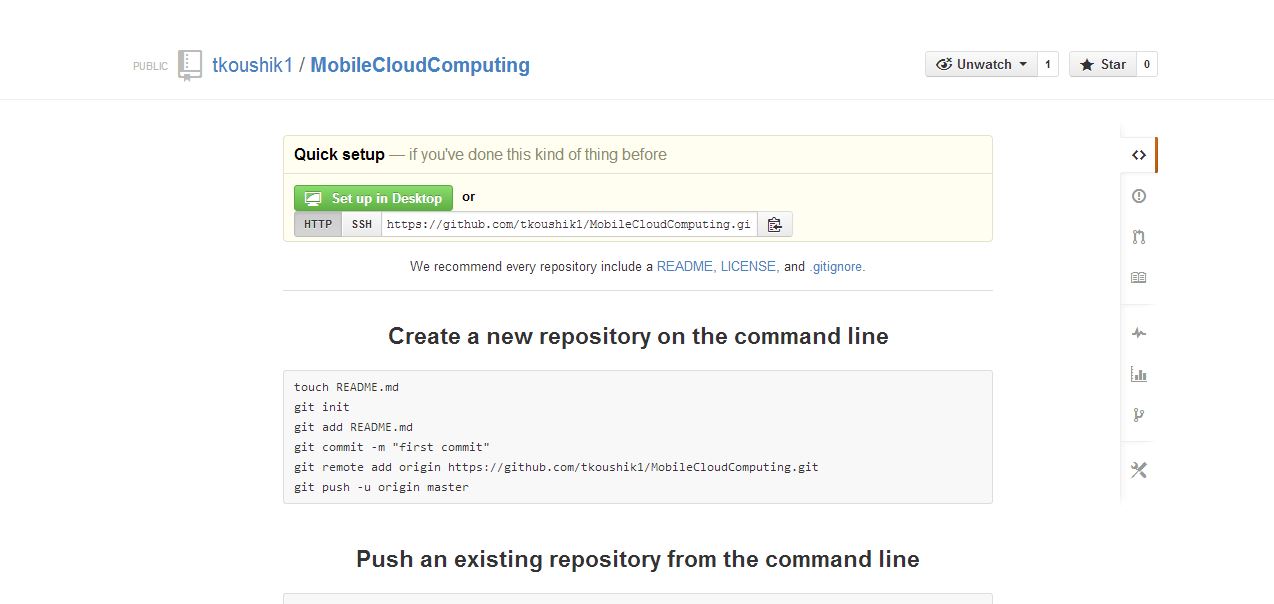 PUBLIC tkoushik1 / MobileCloudComputing Unwatch 1 Star 0
Quick setup — if you've done this kind of thing before
Set up in Desktop or
HTTP SSH https://github.com/tkoushik1/MobileCloudComputing.gi
We recommend every repository include a README, LICENSE, and .gitignore.
Create a new repository on the command line
touch README.md
git init
git add README.md
git commit -m "first commit"
git remote add origin https://github.com/tkoushik1/MobileCloudComputing.git
git push -u origin master
Push an existing repository from the command line